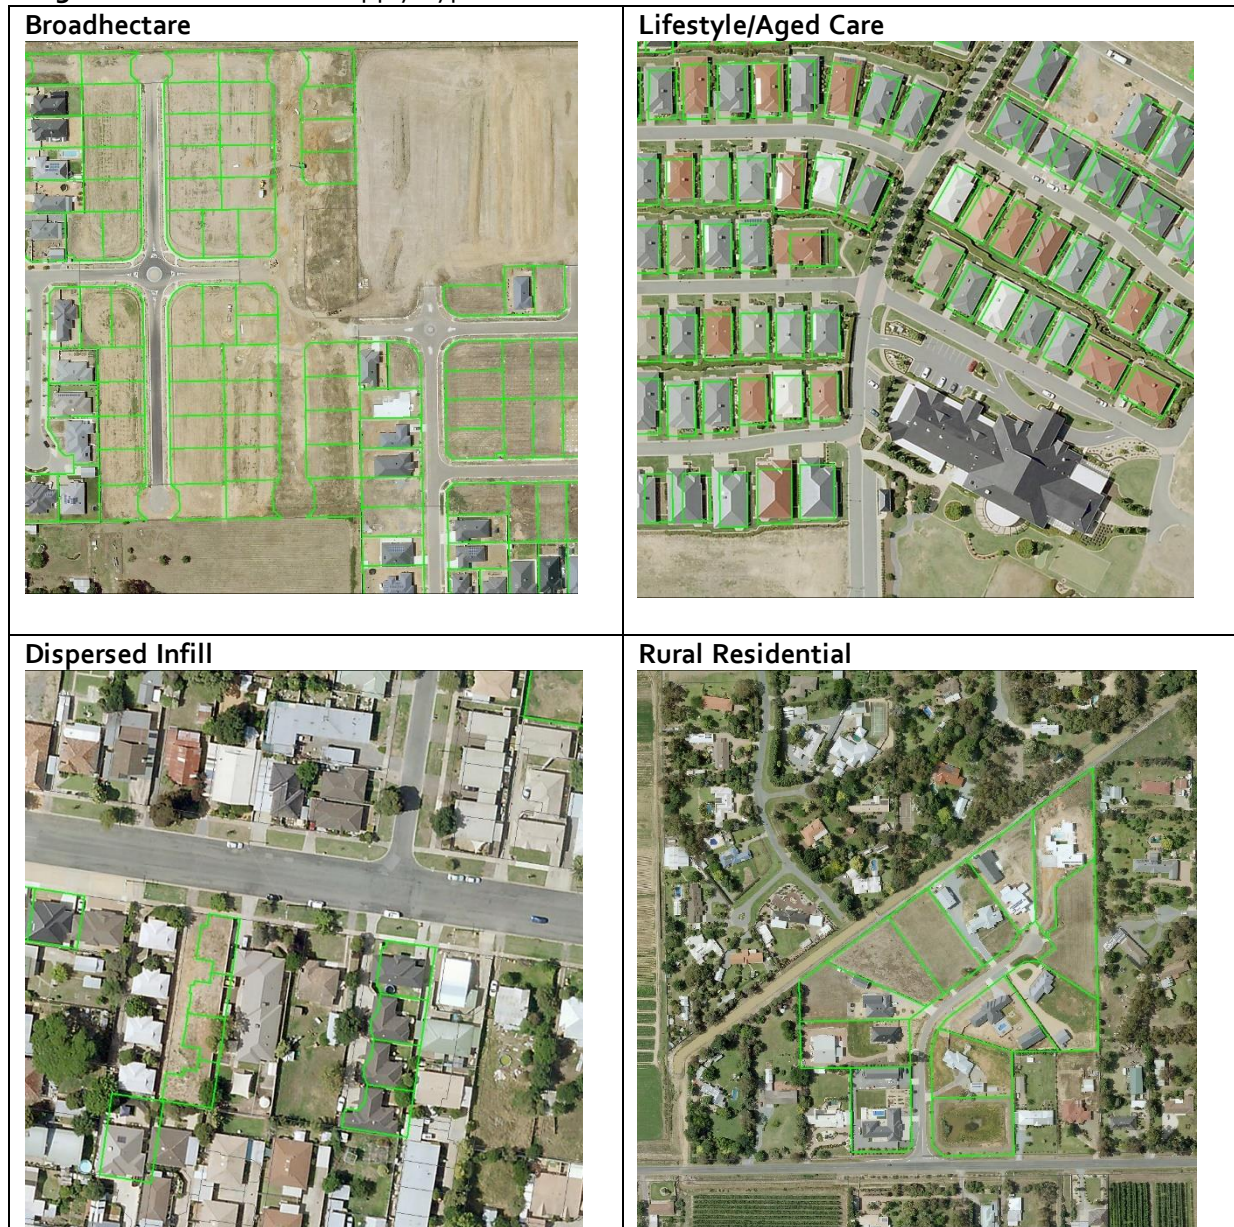 Broadhectare
Lifestyle/Aged Care
Dispersed Infill
Rural Residential